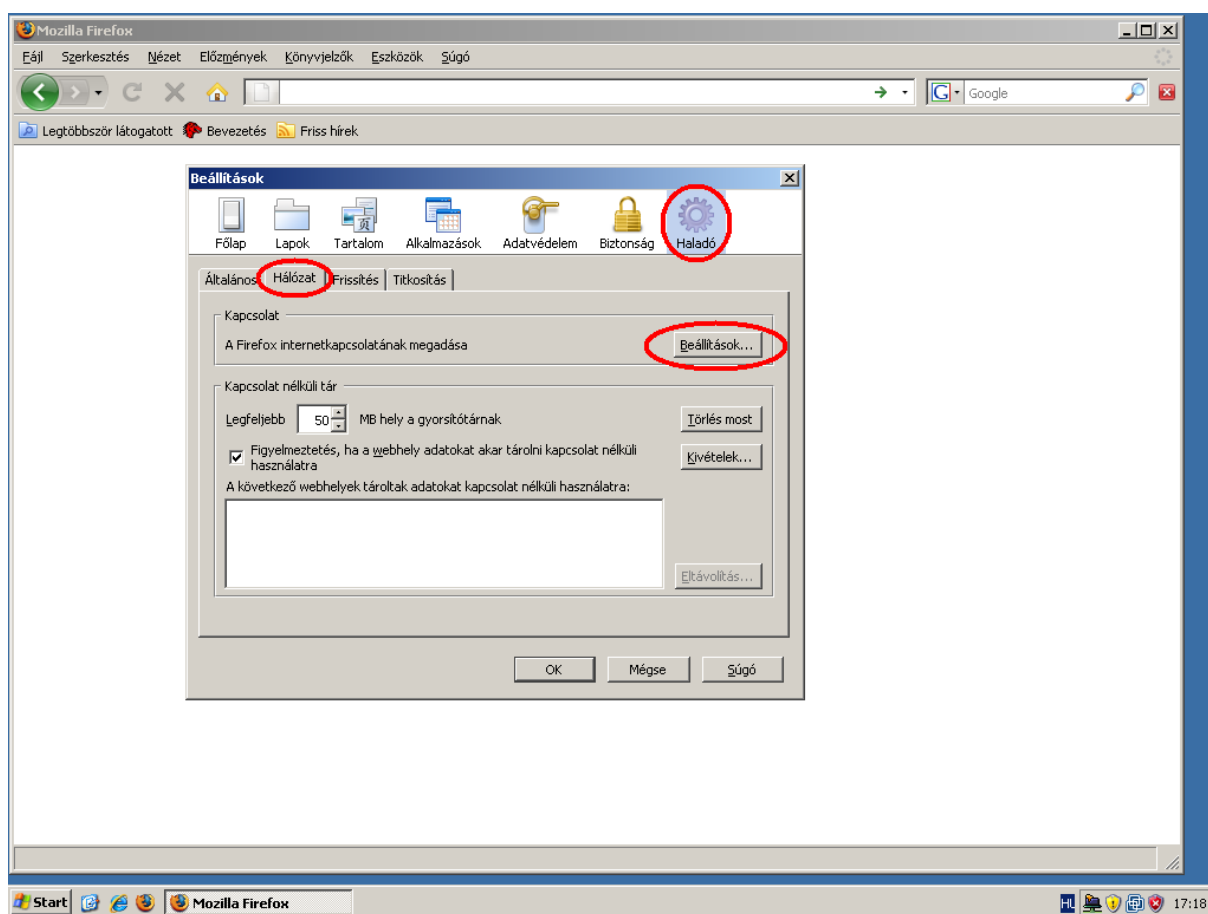 Mozilla Firefox
Fájl Szerkesztés Nézet Előzmények Könyvjelzők Eszközök Súgó
Google
Legtöbbször látogatott Bevezetés Friss hírek
Beállítások
Főlap Lapok Tartalom Alkalmazások Adatvédelem Biztonság Haladó
Általános Hálózat Frissítés Titkosítás
Kapcsolat
A Firefox internetkapcsolatának megadása Beállítások...
Kapcsolat nélküli tár
Legfeljebb 50 MB hely a gyorsítótárnak Törlés most
Figyelmeztetés, ha a webhely adatokat akar tárolni kapcsolat nélküli
használatra Kivételek...
A következő webhelyek tároltak adatokat kapcsolat nélküli használatra:
Eltávolítás...
OK Mégse Súgó
Start Mozilla Firefox HU 17:18